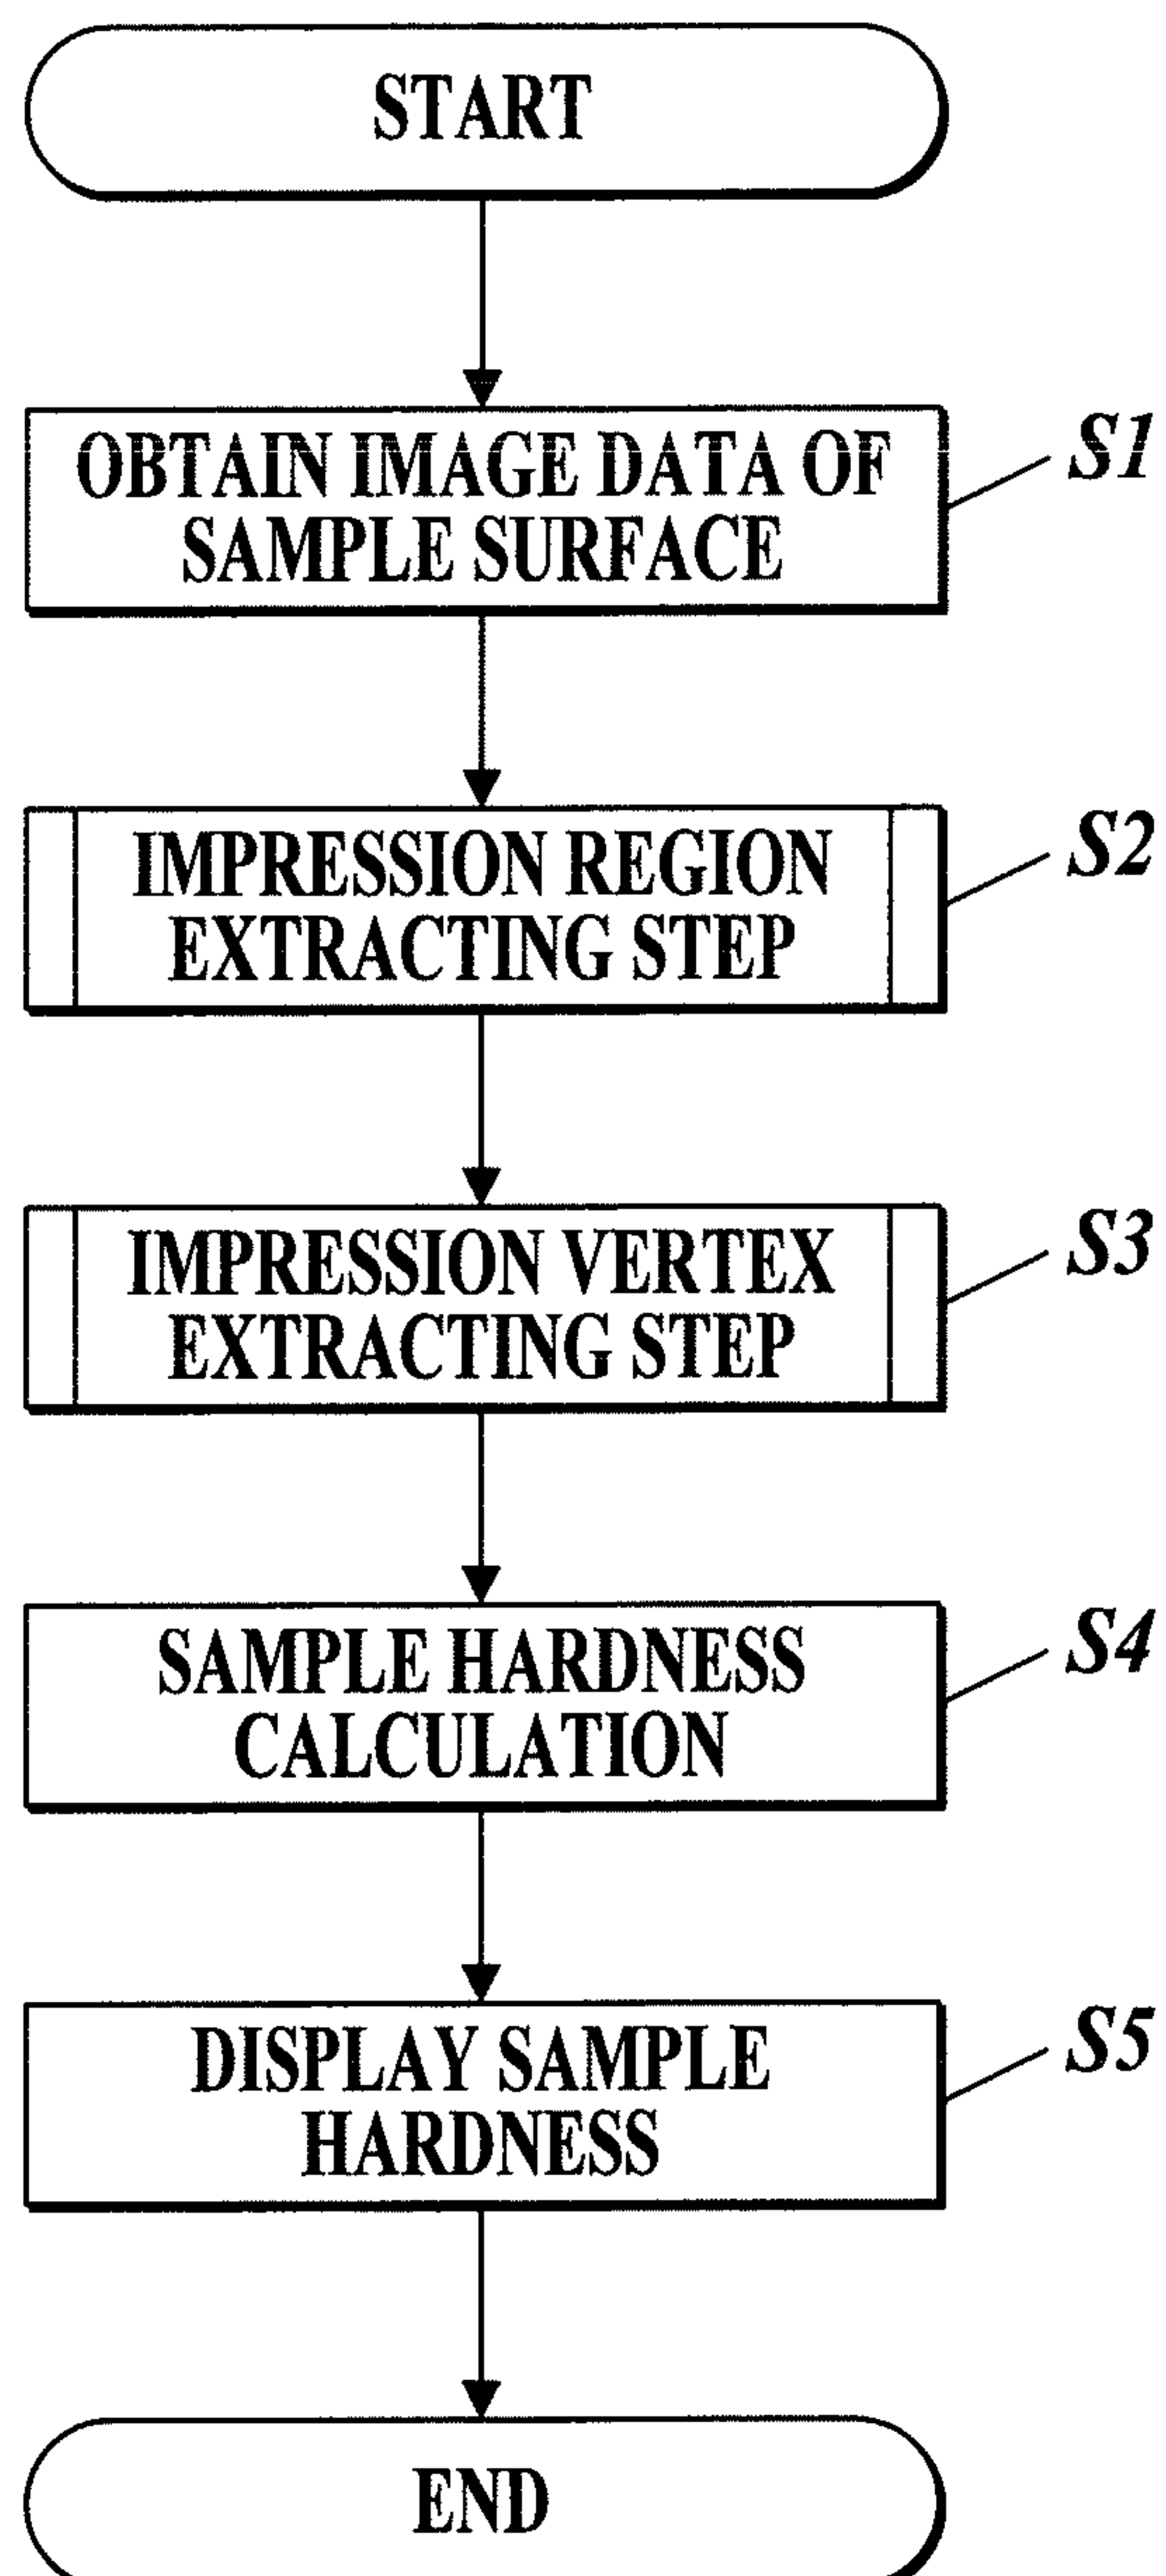 START
OBTAIN IMAGE DATA OF
SAMPLE SURFACE
S1
IMPRESSION REGION
EXTRACTING STEP
S2
IMPRESSION VERTEX
EXTRACTING STEP
S3
SAMPLE HARDNESS
CALCULATION
S4
DISPLAY SAMPLE
HARDNESS
S5
END